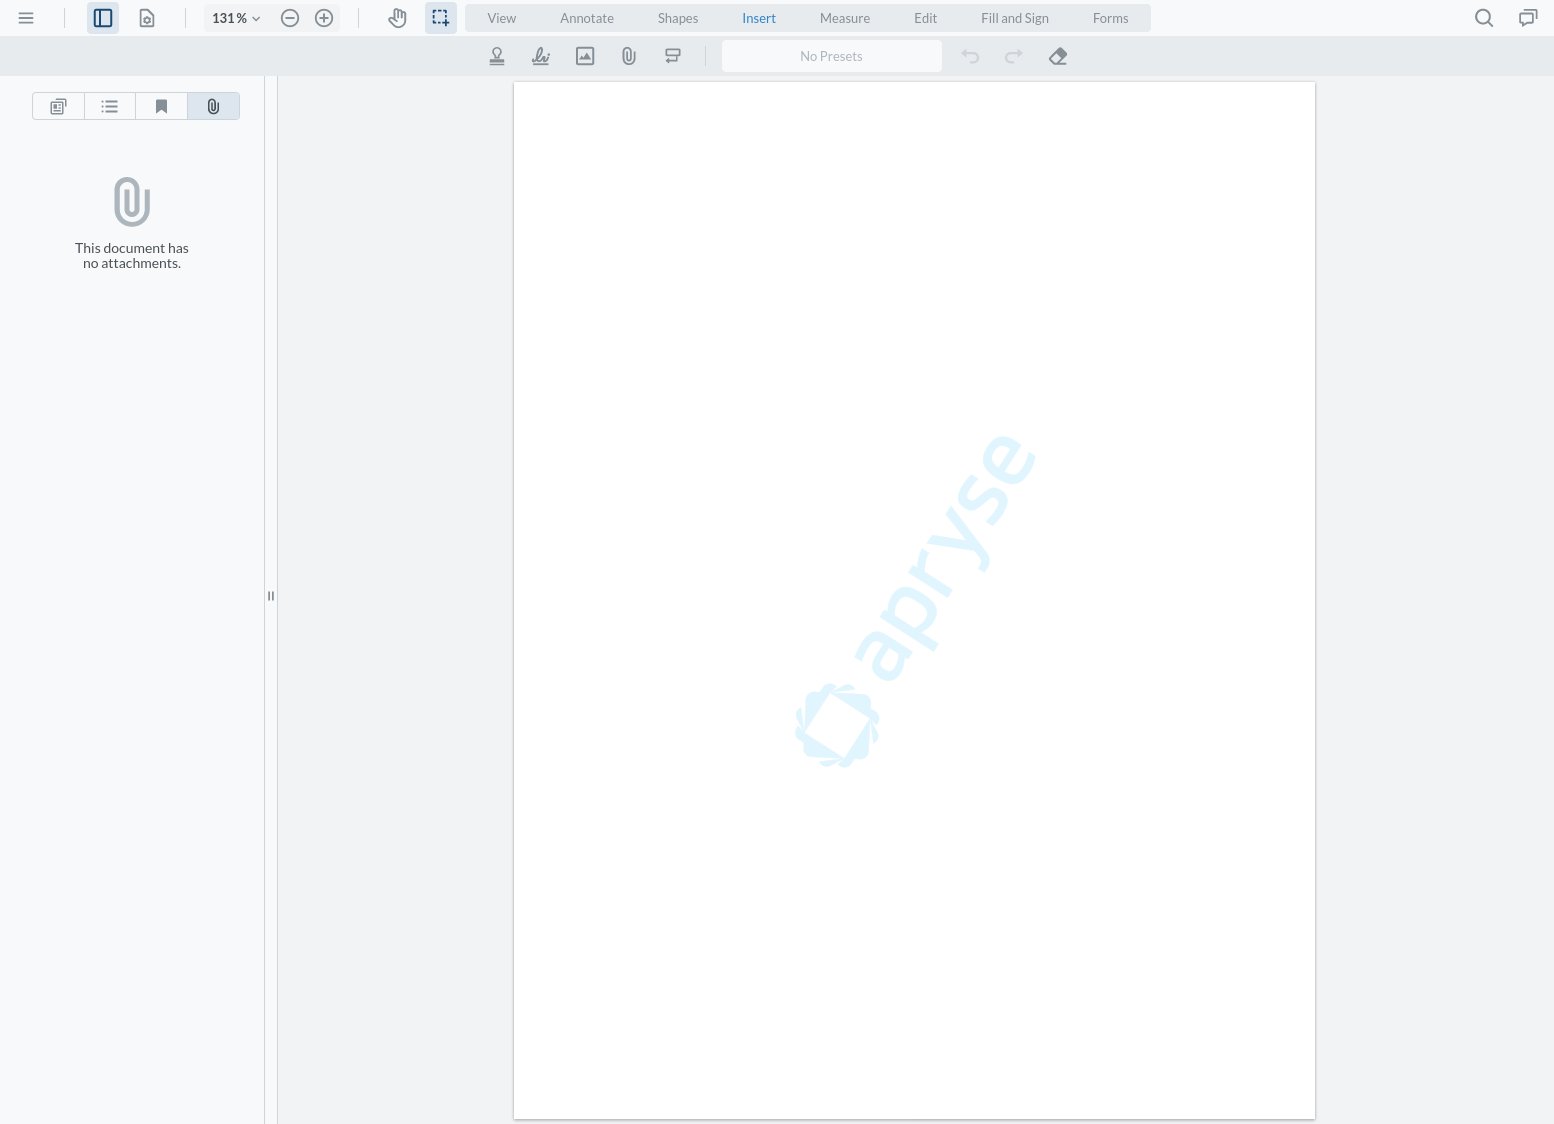 131%
View
Annotate
Shapes
Insert
Measure
Edit
Fill and Sign
Forms
No Presets
This document has
no attachments.
apryse